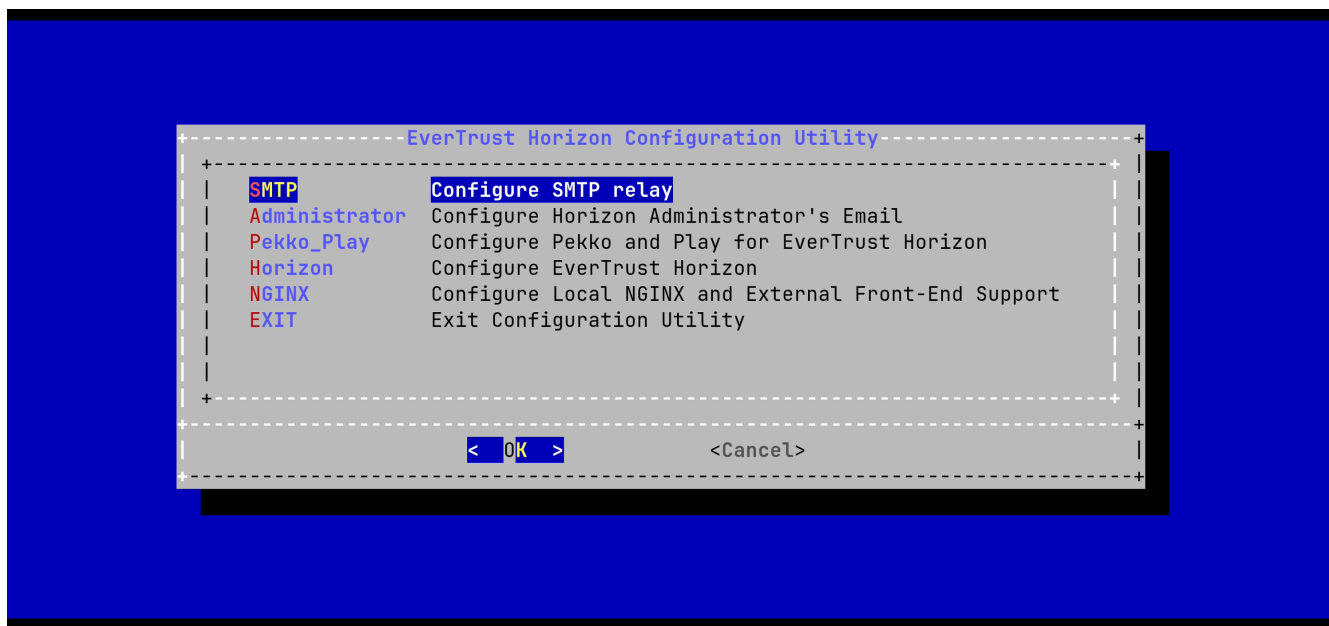 EverTrust Horizon Configuration Utility
SMTP Configure SMTP relay
Administrator Configure Horizon Administrator's Email
Pekko_Play Configure Pekko and Play for EverTrust Horizon
Horizon Configure EverTrust Horizon
NGINX Configure Local NGINX and External Front-End Support
EXIT Exit Configuration Utility
< OK > <Cancel>